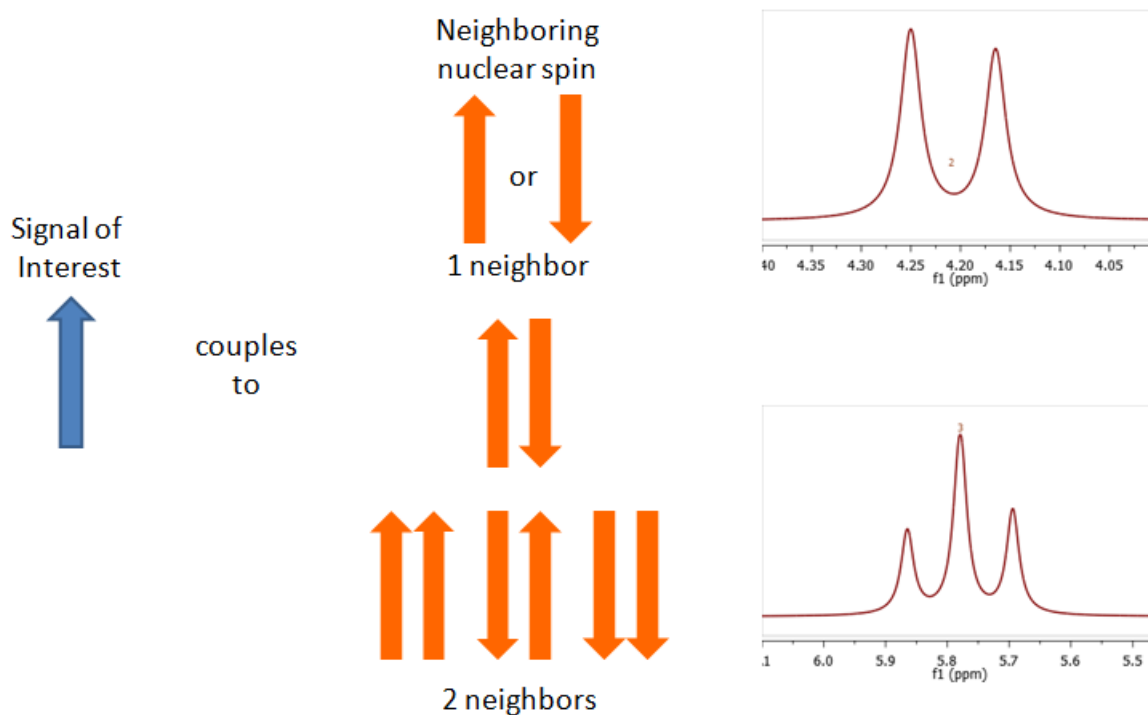 Neighboring
nuclear spin
or
1 neighbor
Signal of
Interest
couples
to
2 neighbors
2
40 4.35 4.30 4.25 4.20 4.15 4.10 4.05
f1 (ppm)
3
.1 6.0 5.9 5.8 5.7 5.6 5.5
f1 (ppm)